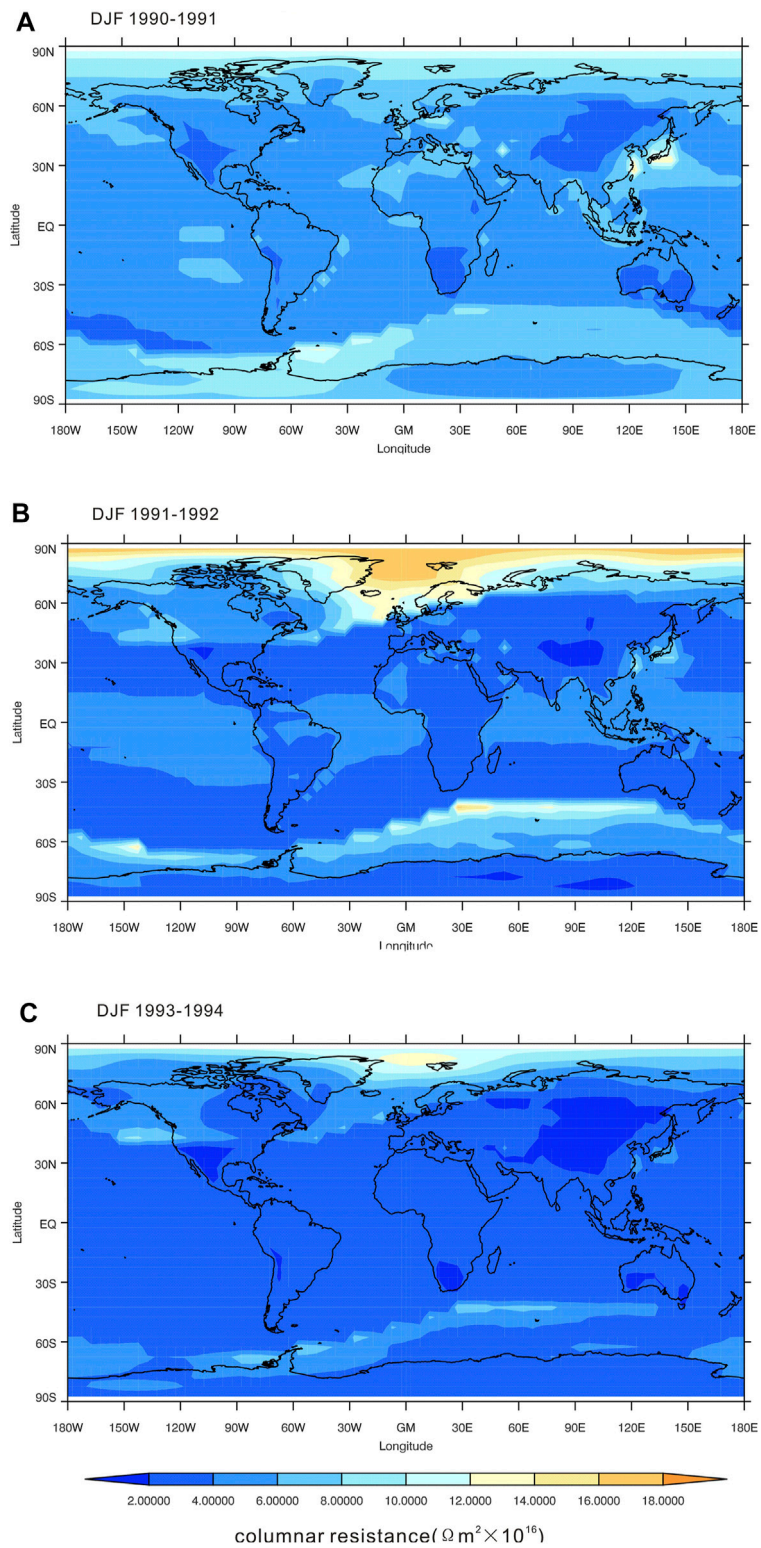 A
DJF 1990-1991
90N
60N
30N
EQ
30S
60S
90S
Latitude
180W 150W 120W 90W 60W 30W GM 30E 60E 90E 120E 150E 180E
Longitude
B
DJF 1991-1992
90N
60N
30N
EQ
30S
60S
90S
Latitude
180W 150W 120W 90W 60W 30W GM 30E 60E 90E 120E 150E 180E
Longitude
C
DJF 1993-1994
90N
60N
30N
EQ
30S
60S
90S
Latitude
180W 150W 120W 90W 60W 30W GM 30E 60E 90E 120E 150E 180E
Longitude
2.00000 4.00000 6.00000 8.00000 10.0000 12.0000 14.0000 16.0000 18.0000
columnar resistance(Ωm²×10¹⁶)